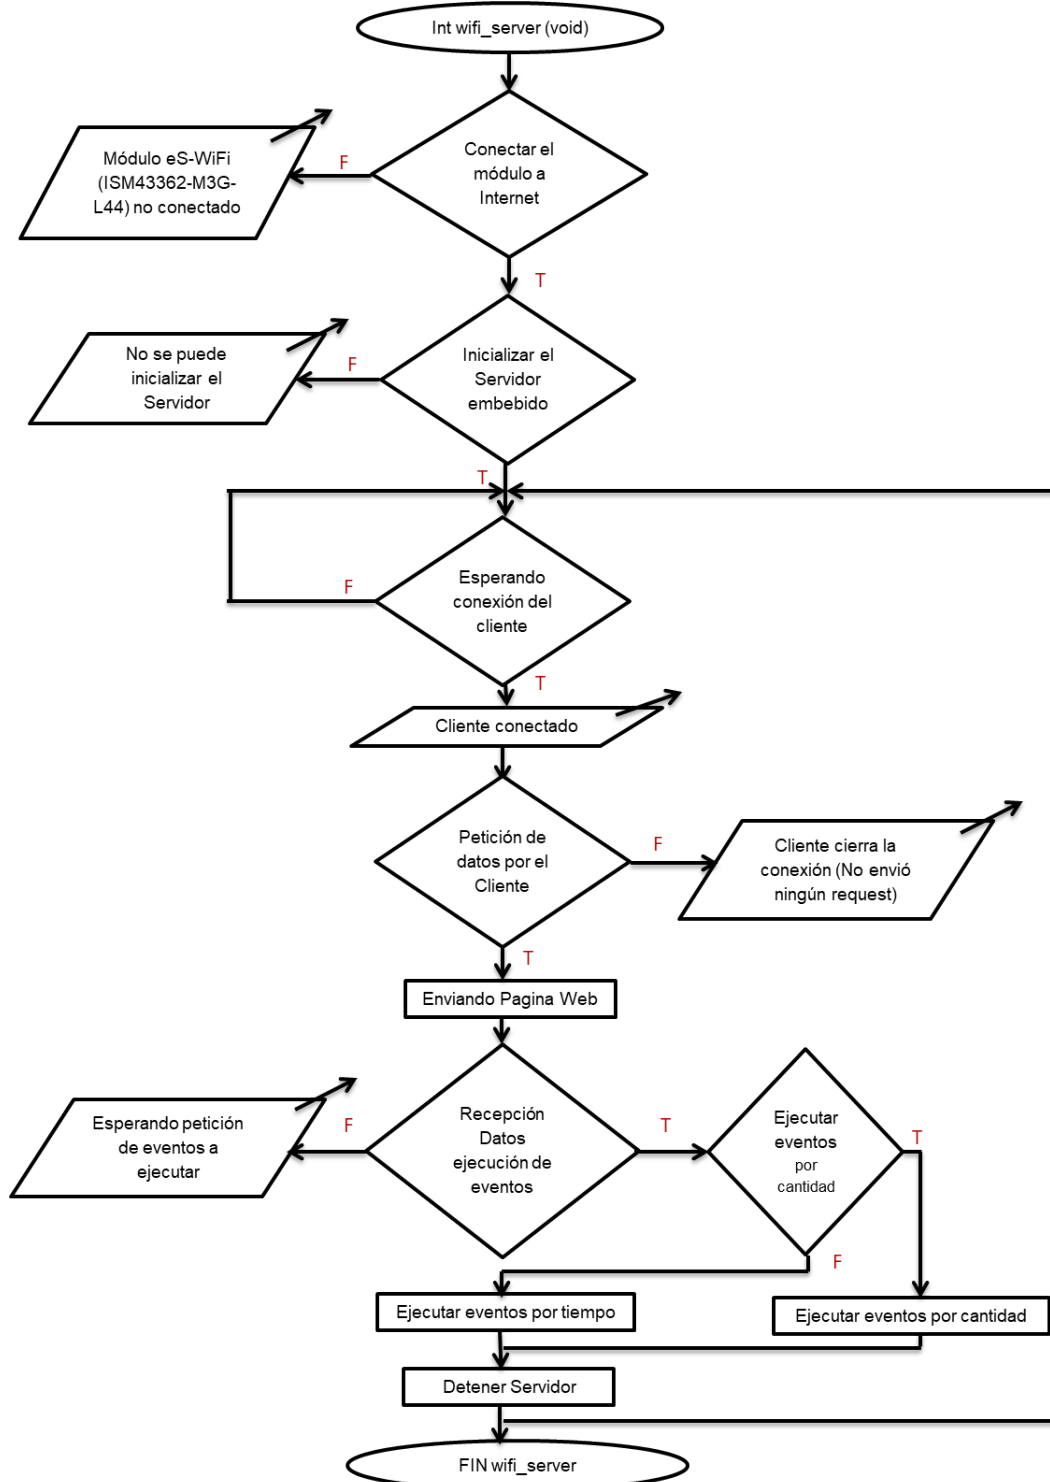 Int wifi_server (void)
Conectar el
módulo a
Internet
F
Módulo eS-WiFi
(ISM43362-M3G-
L44) no conectado
T
Inicializar el
Servidor
embebido
F
No se puede
inicializar el
Servidor
T
Esperando
conexión del
cliente
F
T
Cliente conectado
Petición de
datos por el
Cliente
F
Cliente cierra la
conexión (No envió
ningún request)
T
Enviando Pagina Web
Recepción
Datos
ejecución de
eventos
F
Esperando petición
de eventos a
ejecutar
T
Ejecutar
eventos
por
cantidad
T
F
Ejecutar eventos por tiempo
Ejecutar eventos por cantidad
Detener Servidor
FIN wifi_server